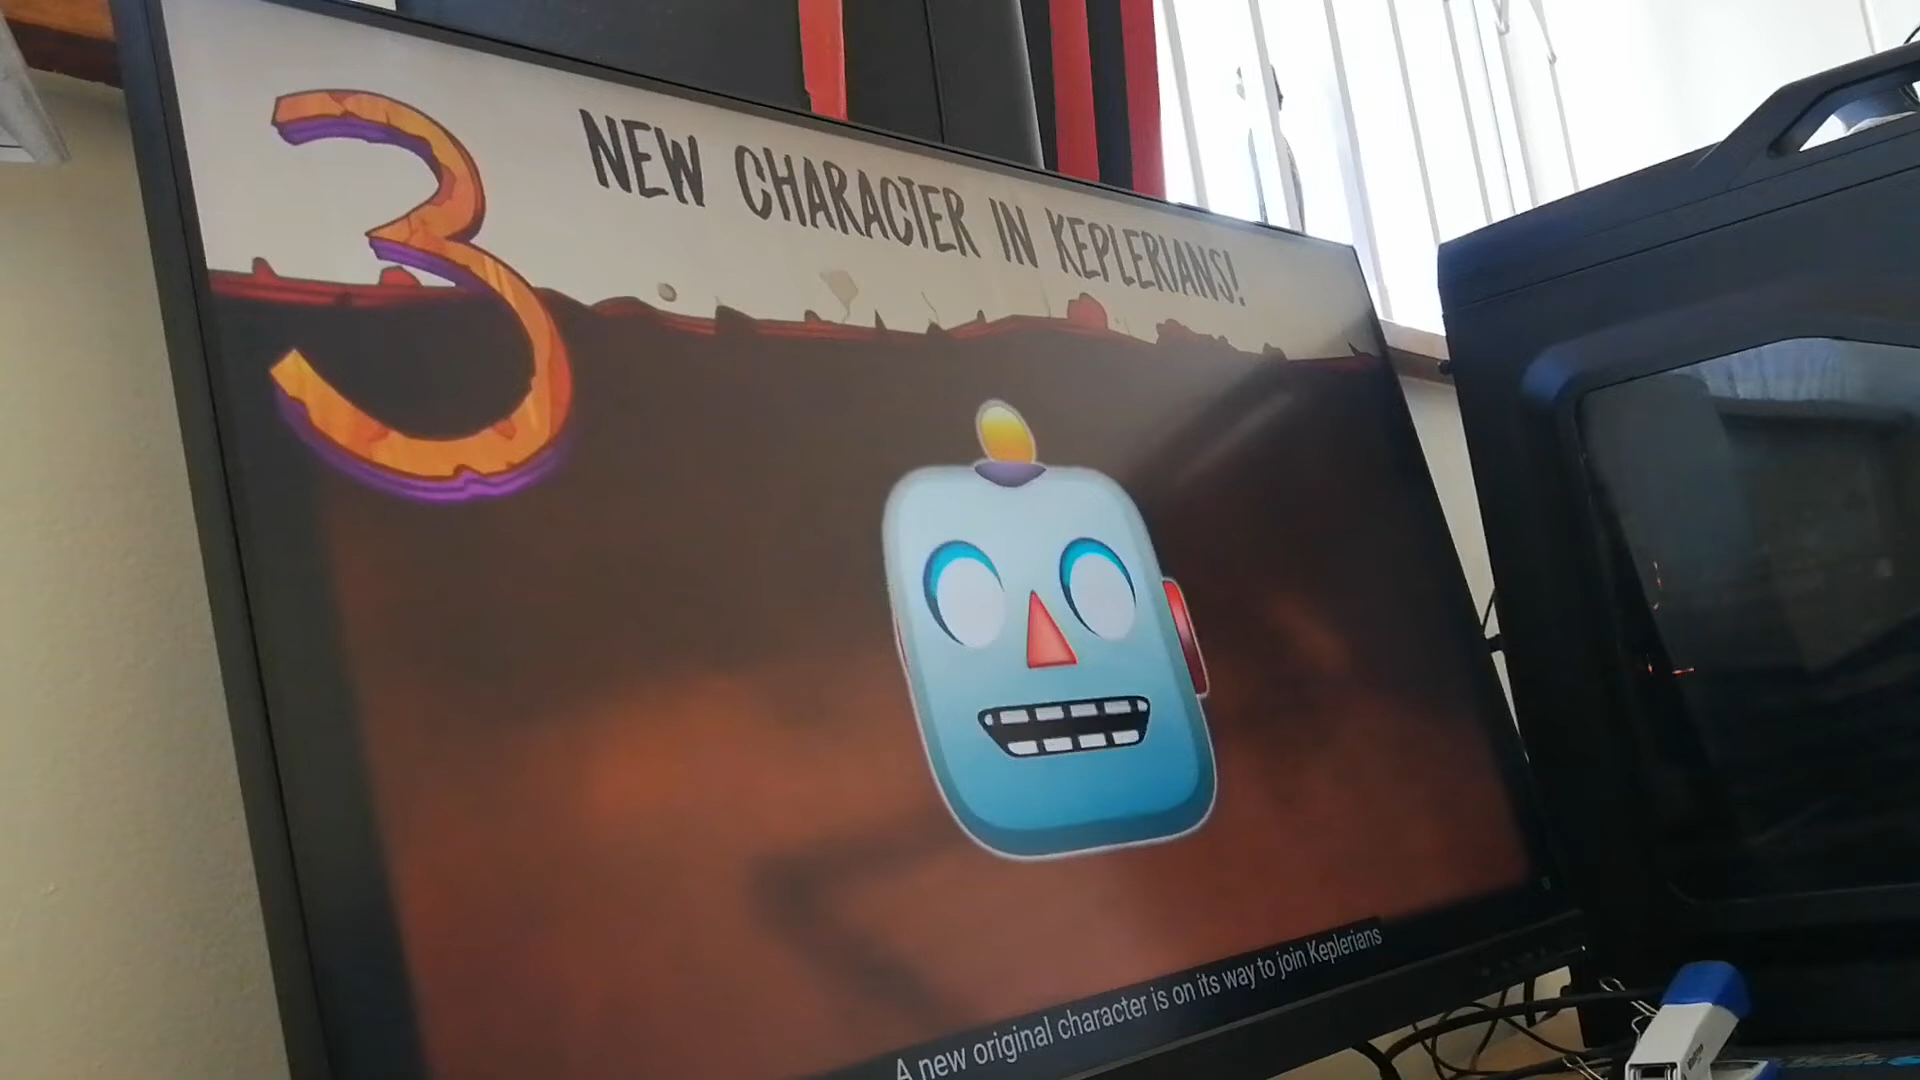 3
NEW CHARACTER IN KEPLERIANS!
A new original character is on its way to join Keplerians